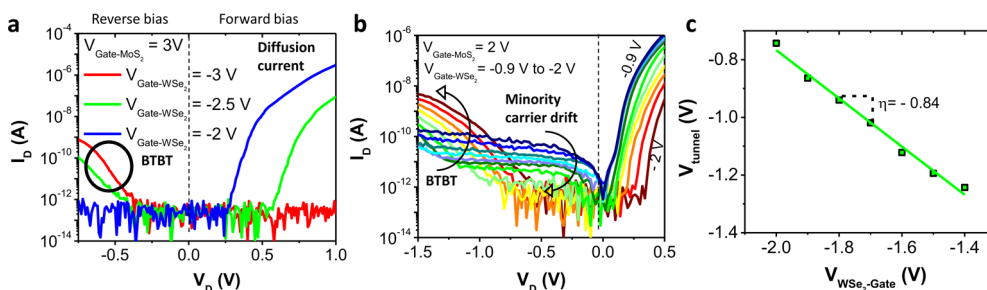 a
Reverse bias Forward bias
V_Gate-MoS₂ = 3V
Diffusion
current
V_Gate-WSe₂ = -3 V
V_Gate-WSe₂ = -2.5 V
V_Gate-WSe₂ = -2 V
BTBT
10⁻⁴
10⁻⁶
10⁻⁸
10⁻¹⁰
10⁻¹²
10⁻¹⁴
I_D (A)
-0.5 0.0 0.5 1.0
V_D (V)
b
V_Gate-MoS₂ = 2 V
V_Gate-WSe₂ = -0.9 V to -2 V
-0.9 V
Minority
carrier drift
-2 V
BTBT
10⁻⁶
10⁻⁸
10⁻¹⁰
10⁻¹²
10⁻¹⁴
I_D (A)
-1.5 -1.0 -0.5 0.0 0.5
V_D (V)
c
-0.8
-1.0
-1.2
-1.4
V_tunnel (V)
η= - 0.84
-2.0 -1.8 -1.6 -1.4
V_WSe₂-Gate (V)